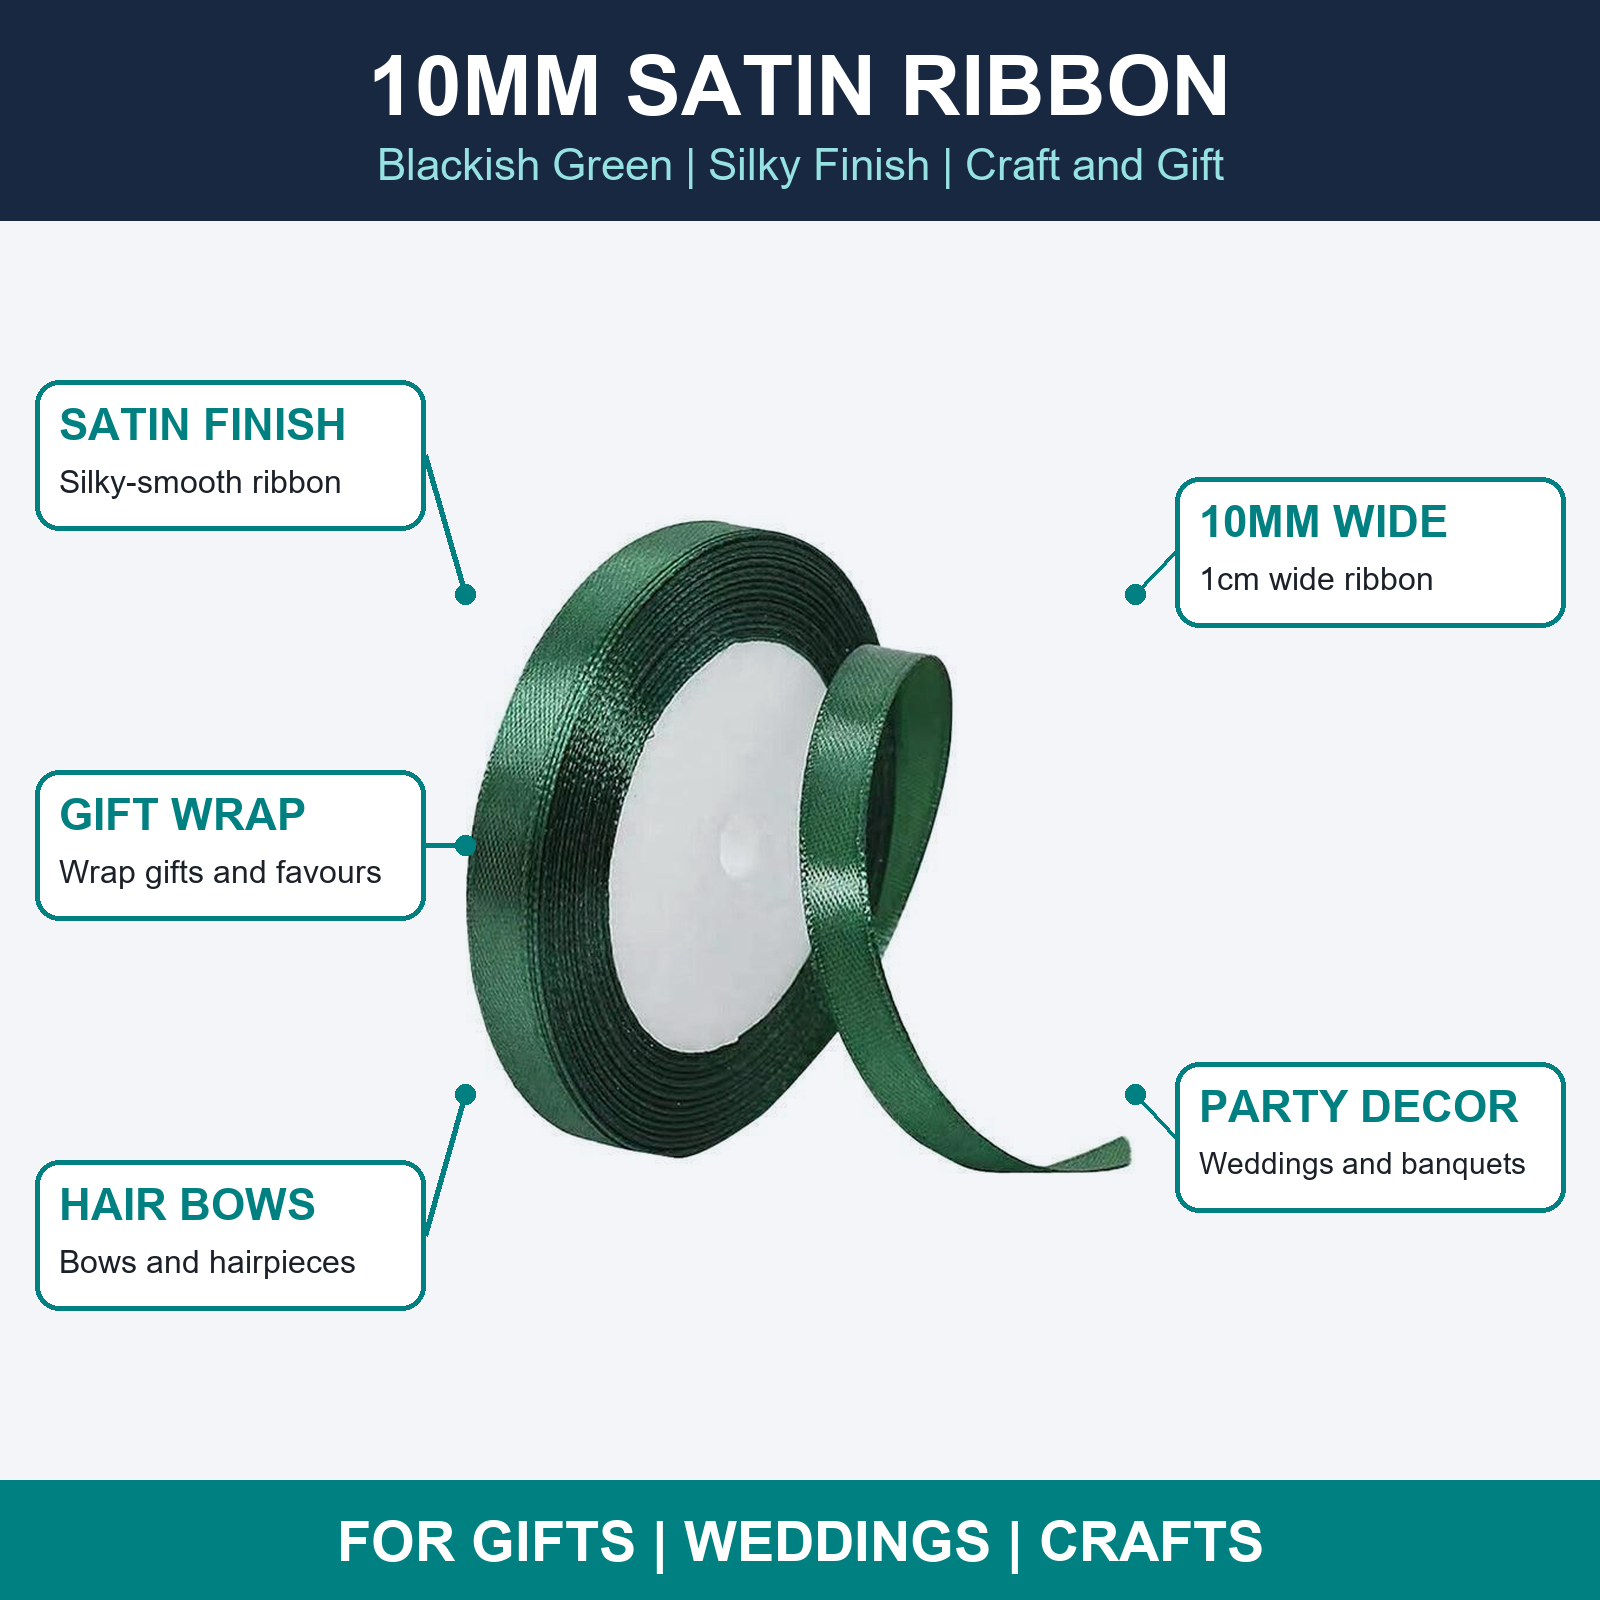 10MM SATIN RIBBON
Blackish Green | Silky Finish | Craft and Gift
SATIN FINISH
Silky-smooth ribbon
10MM WIDE
1cm wide ribbon
GIFT WRAP
Wrap gifts and favours
PARTY DECOR
Weddings and banquets
HAIR BOWS
Bows and hairpieces
FOR GIFTS | WEDDINGS | CRAFTS